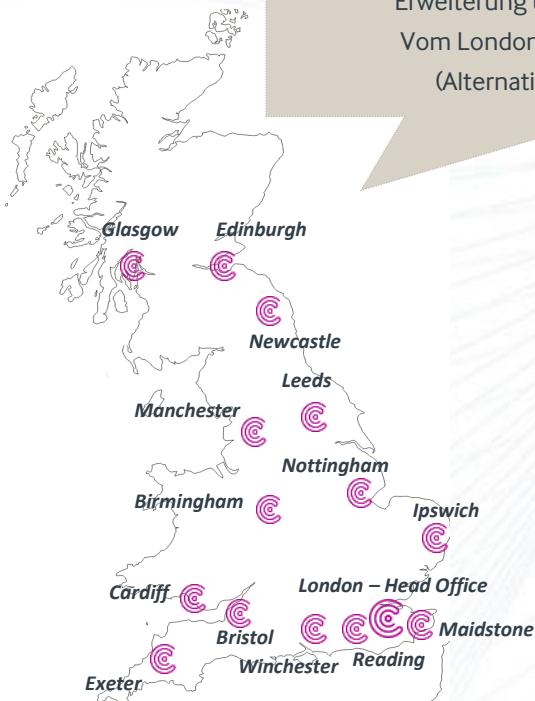 Erweiterung
Vom London
(Alternati
Glasgow
Edinburgh
Newcastle
Leeds
Manchester
Nottingham
Birmingham
Ipswich
Cardiff
London – Head Office
Bristol
Maidstone
Winchester
Reading
Exeter